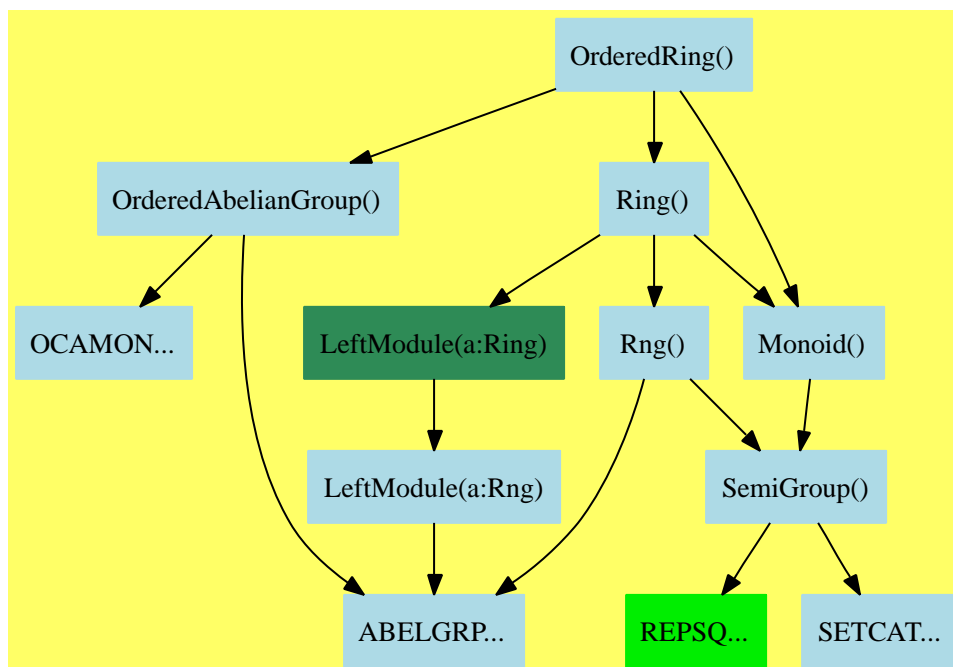 OrderedRing()
OrderedAbelianGroup()
Ring()
OCAMON...
LeftModule(a:Ring)
Rng()
Monoid()
LeftModule(a:Rng)
SemiGroup()
ABELGRP...
REPSQ...
SETCAT...